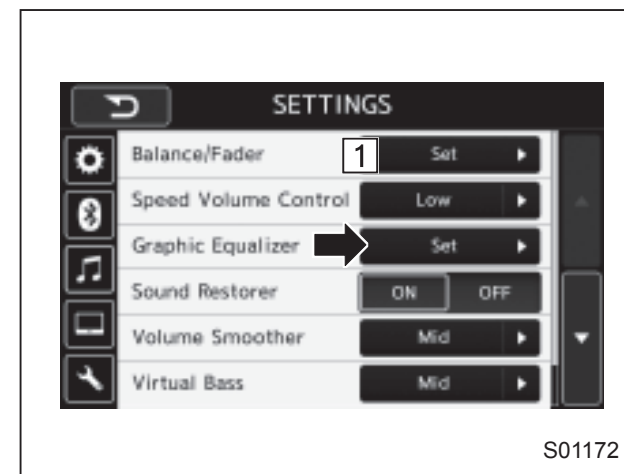 SETTINGS
Balance/Fader 1 Set
Speed Volume Control Low
Graphic Equalizer Set
Sound Restorer ON OFF
Volume Smoother Mid
Virtual Bass Mid
S01172